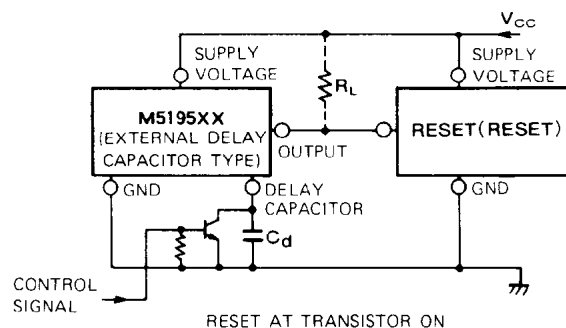 Vcc
SUPPLY
VOLTAGE
RL
SUPPLY
VOLTAGE
M5195XX
(EXTERNAL DELAY
CAPACITOR TYPE)
OUTPUT
RESET(RESET)
GND
DELAY
CAPACITOR
GND
Cd
CONTROL
SIGNAL
RESET AT TRANSISTOR ON